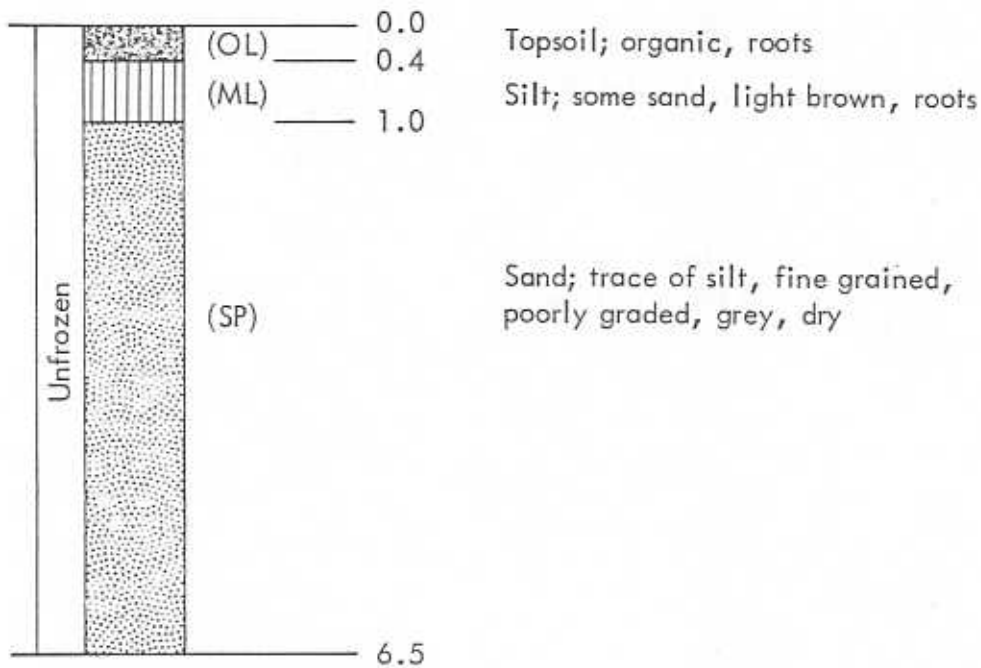 0.0
(OL)
Topsoil; organic, roots
0.4
(ML)
Silt; some sand, light brown, roots
1.0
Unfrozen
(SP)
Sand; trace of silt, fine grained,
poorly graded, grey, dry
6.5